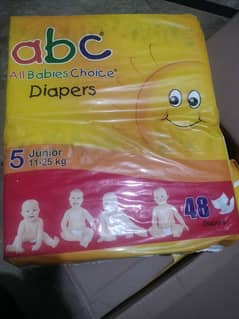 abc
All Babies Choice®
Diapers
5 Junior
11-25 kg
48